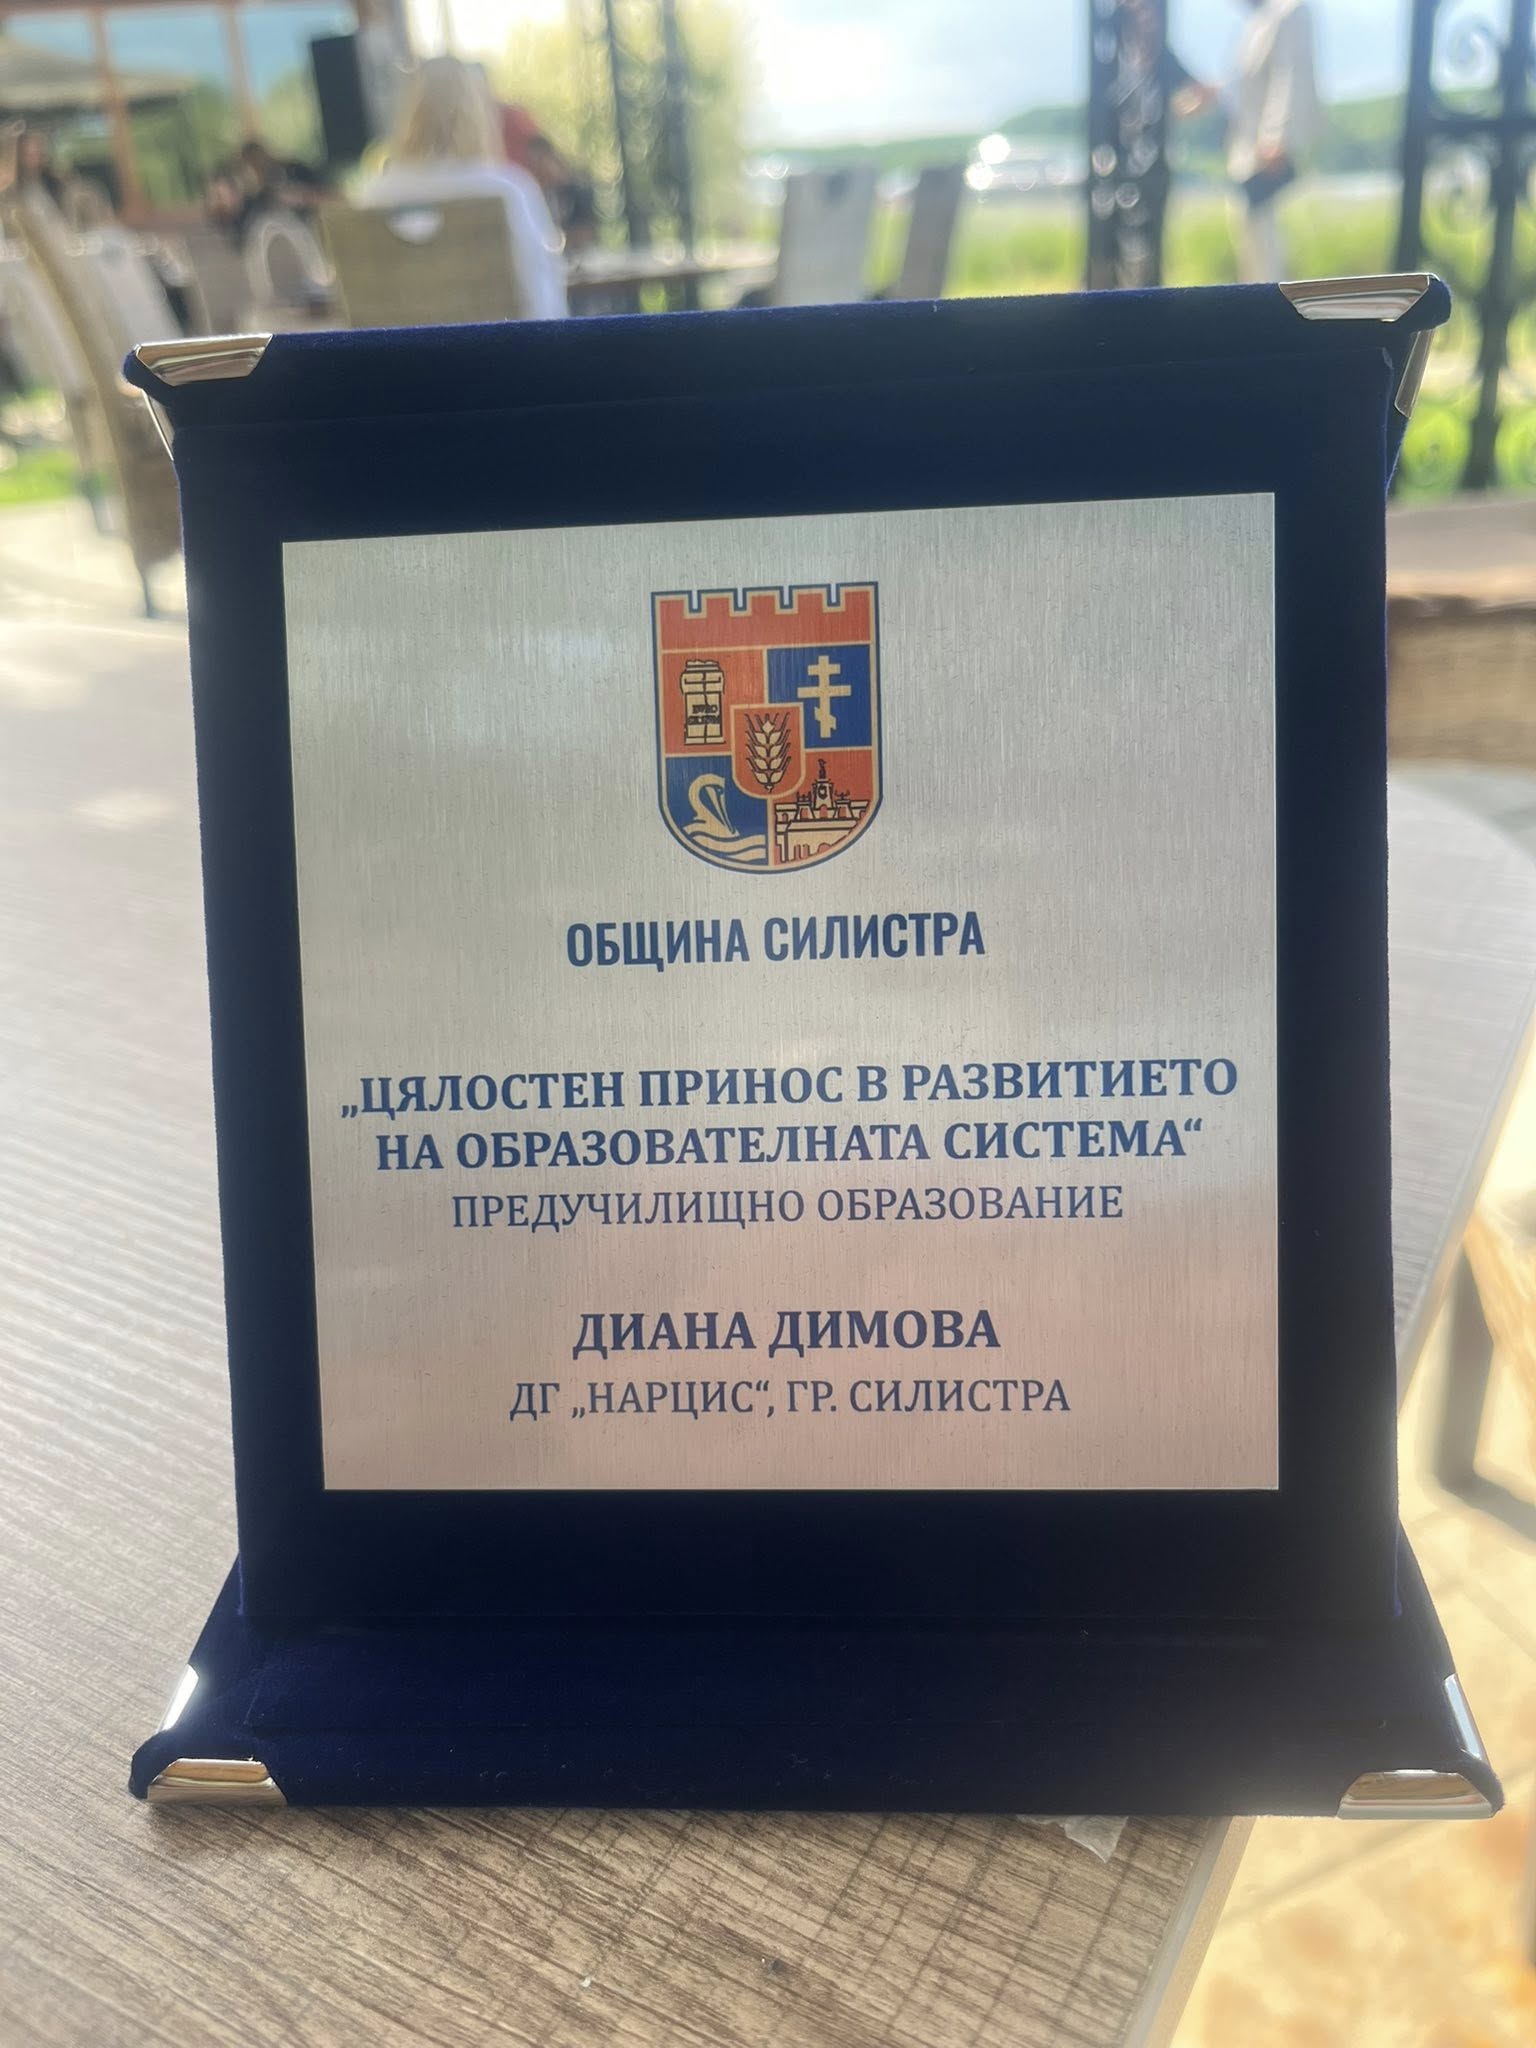 ОБЩИНА СИЛИСТРА
„ЦЯЛОСТЕН ПРИНОС В РАЗВИТИЕТО
НА ОБРАЗОВАТЕЛНАТА СИСТЕМА“
ПРЕДУЧИЛИЩНО ОБРАЗОВАНИЕ
ДИАНА ДИМОВА
ДГ „НАРЦИС“, ГР. СИЛИСТРА